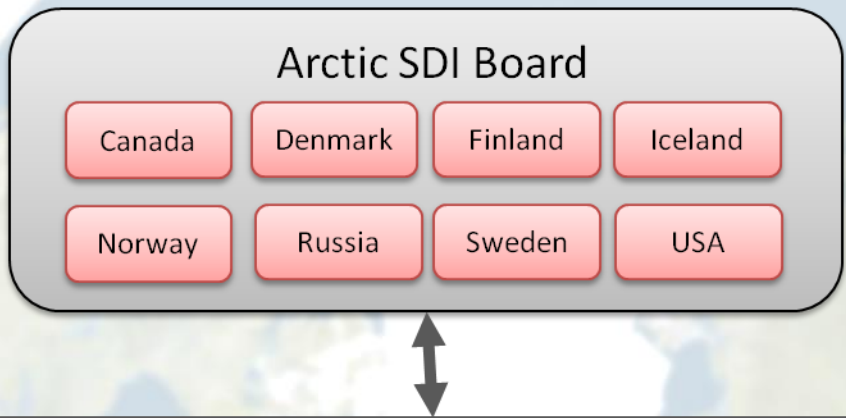 Arctic SDI Board
Canada Denmark Finland Iceland
Norway Russia Sweden USA